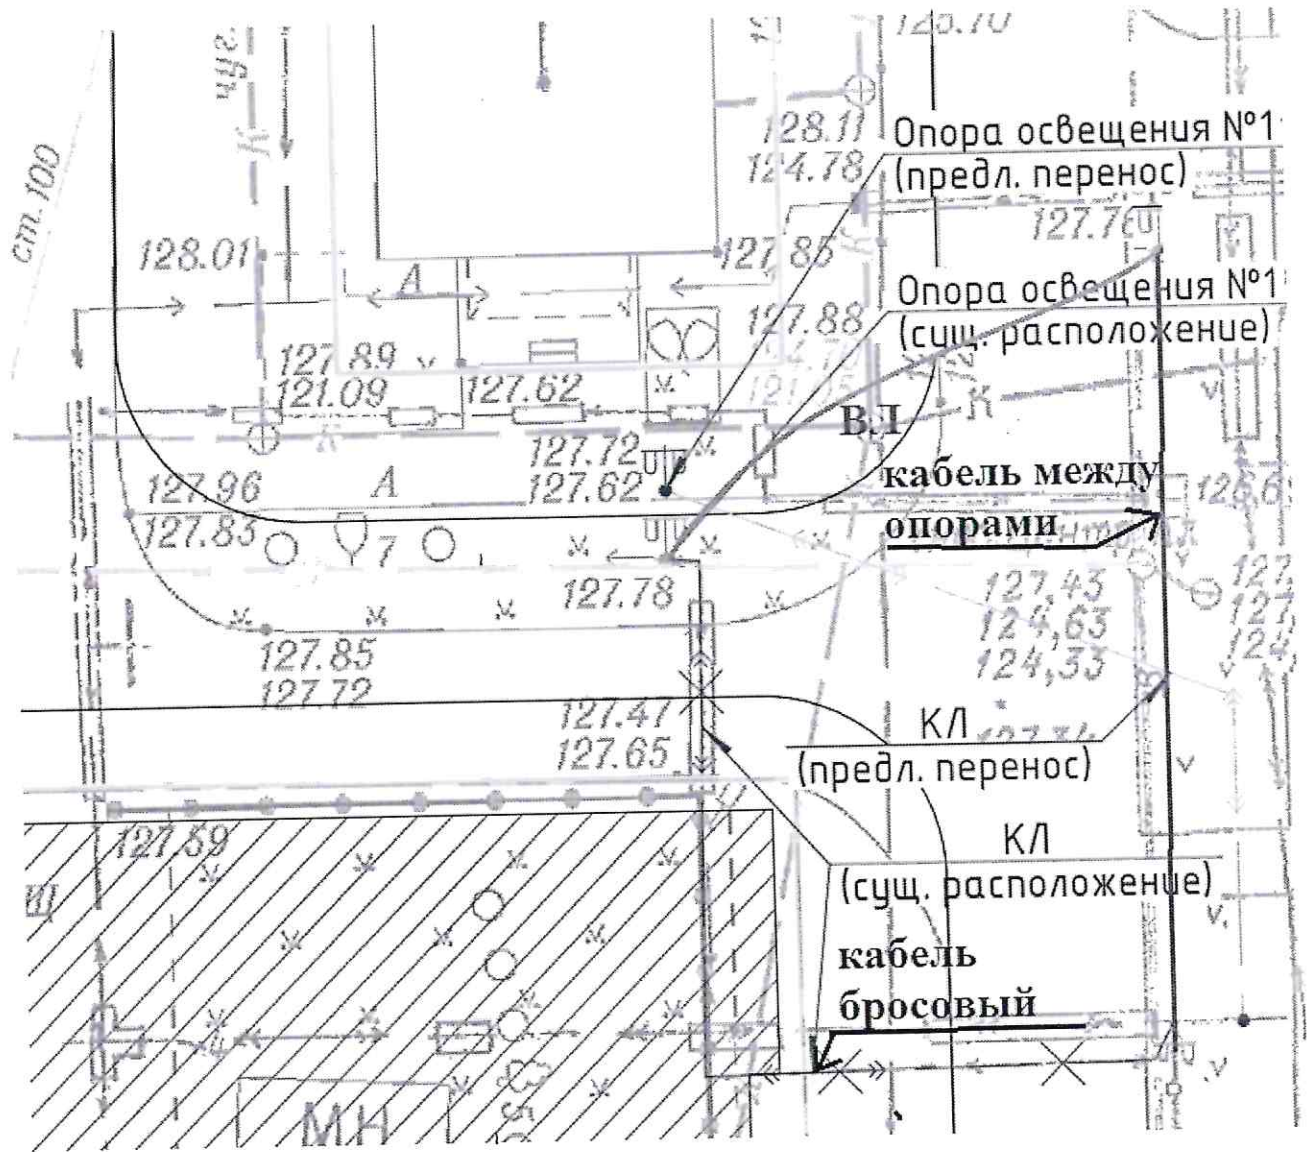 чуг.
К
ст. 100
128.11
124.78
Опора освещения №1
(предл. перенос)
128.01
А
127.85
127.76
Опора освещения №1
(сущ. расположение)
127.88
127.89
121.09
127.62
К
ВЛ
К
127.72
127.62
127.96
127.83
А
7
кабель между
опорами
127.78
127,43
124,63
124,33
127.85
127.72
127.47
127.65
КЛ
(предл. перенос)
127.59
КЛ
(сущ. расположение)
Щ
кабель
бросовый
МН